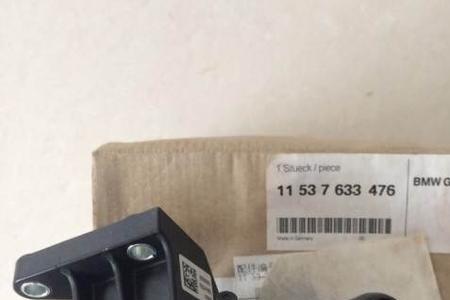 1 Stueck / piece
11 53 7 633 476
BMW G
Made in Germany